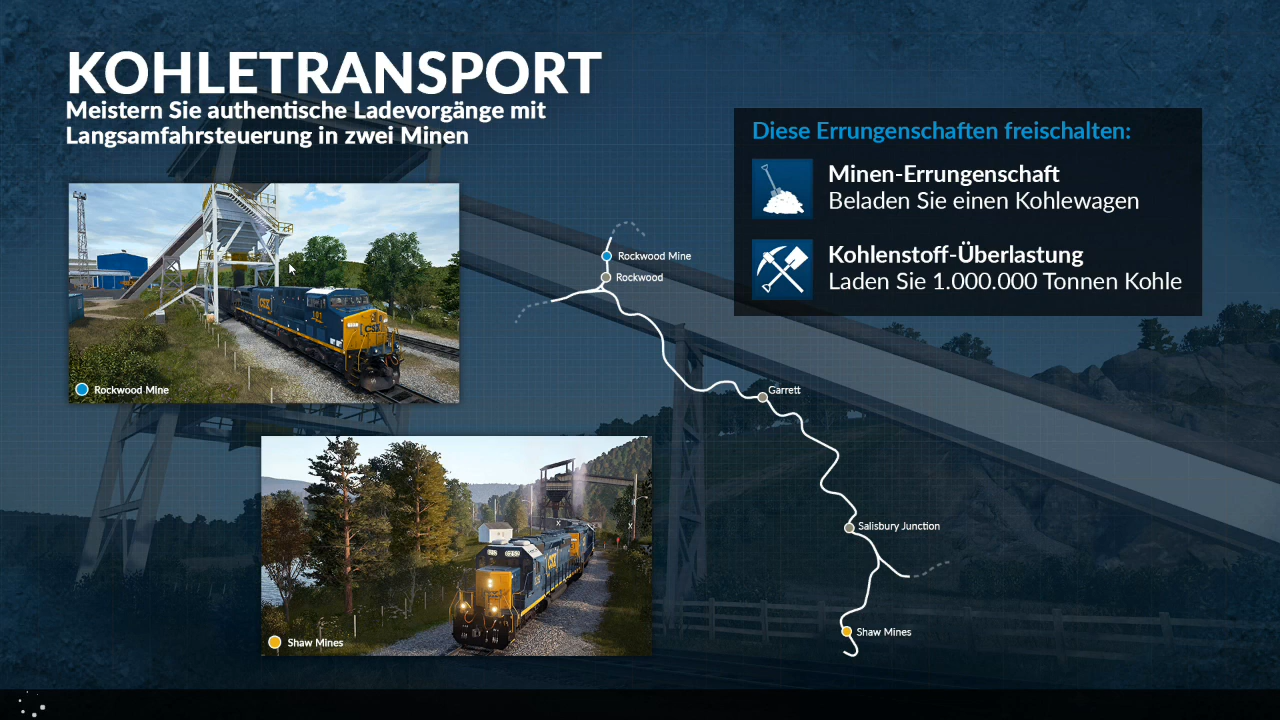 KOHLETRANSPORT
Meistern Sie authentische Ladevorgänge mit
Langsamfahrsteuerung in zwei Minen
Diese Errungenschaften freischalten:
Minen-Errungenschaft
Beladen Sie einen Kohlewagen
Kohlenstoff-Überlastung
Laden Sie 1.000.000 Tonnen Kohle
Rockwood Mine
Rockwood
Garrett
Salisbury Junction
Shaw Mines
CSX
101
CSX
Rockwood Mine
CSX
Shaw Mines